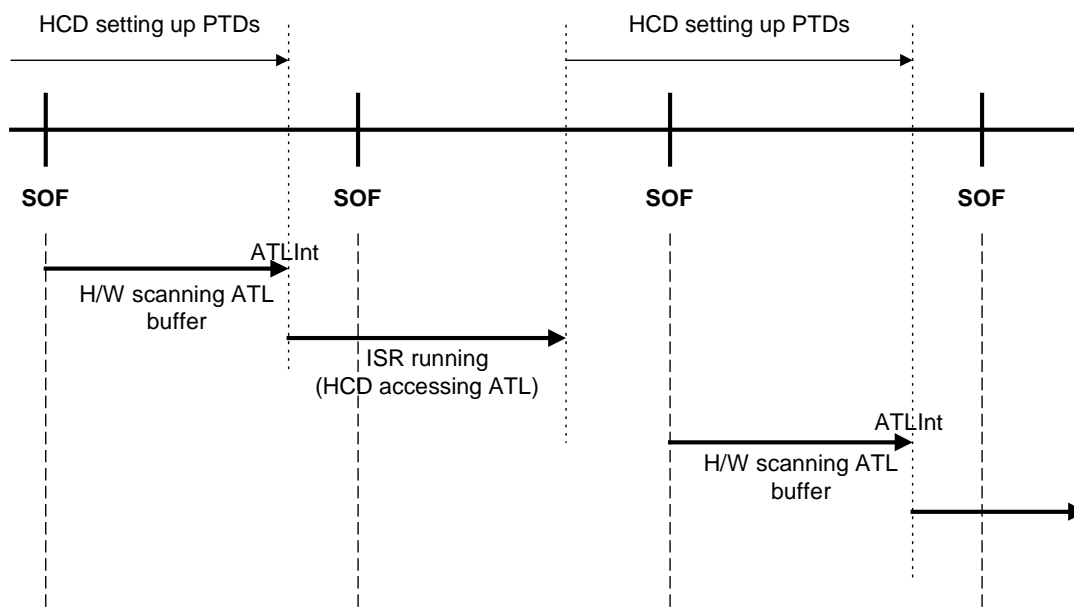 HCD setting up PTDs
HCD setting up PTDs
SOF
SOF
SOF
SOF
ATLInt
H/W scanning ATL
buffer
ISR running
(HCD accessing ATL)
ATLInt
H/W scanning ATL
buffer